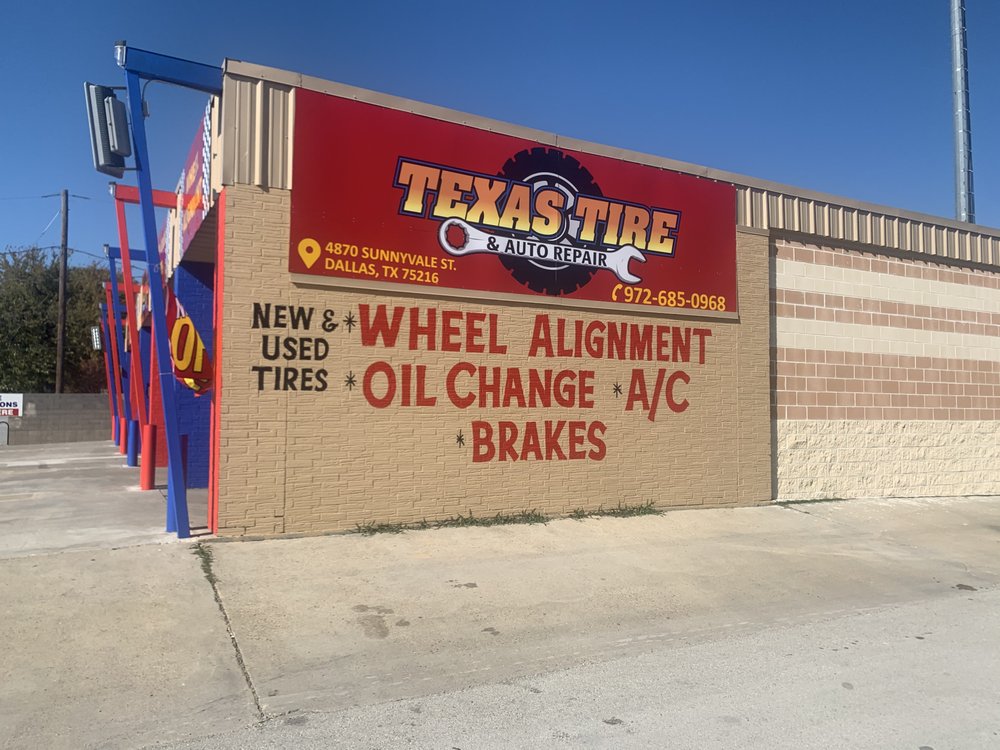 TEXAS TIRE
& AUTO REPAIR
4870 SUNNYVALE ST.
DALLAS, TX 75216
972-685-0968
NEW &
USED
TIRES
*WHEEL ALIGNMENT
*OIL CHANGE *A/C
*BRAKES